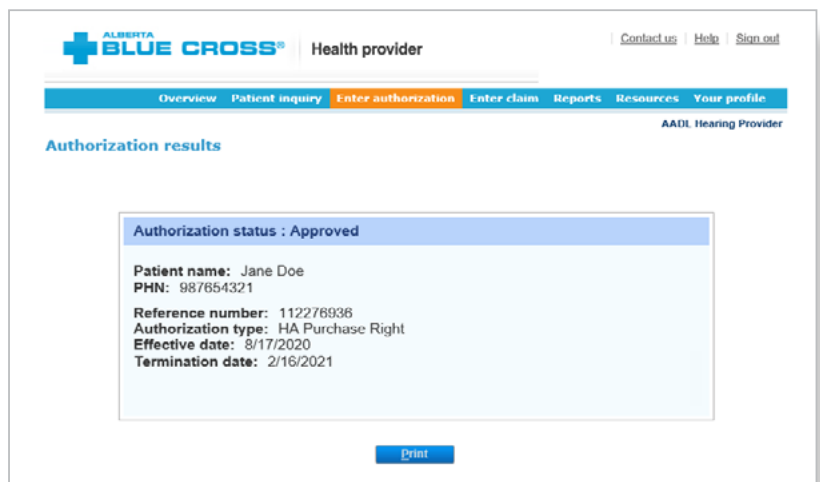 ALBERTA
BLUE CROSS® Health provider
Contact us Help Sign out
Overview Patient inquiry Enter authorization Enter claim Reports Resources Your profile
AADL Hearing Provider
Authorization results
Authorization status : Approved
Patient name: Jane Doe
PHN: 987654321
Reference number: 112276936
Authorization type: HA Purchase Right
Effective date: 8/17/2020
Termination date: 2/16/2021
Print